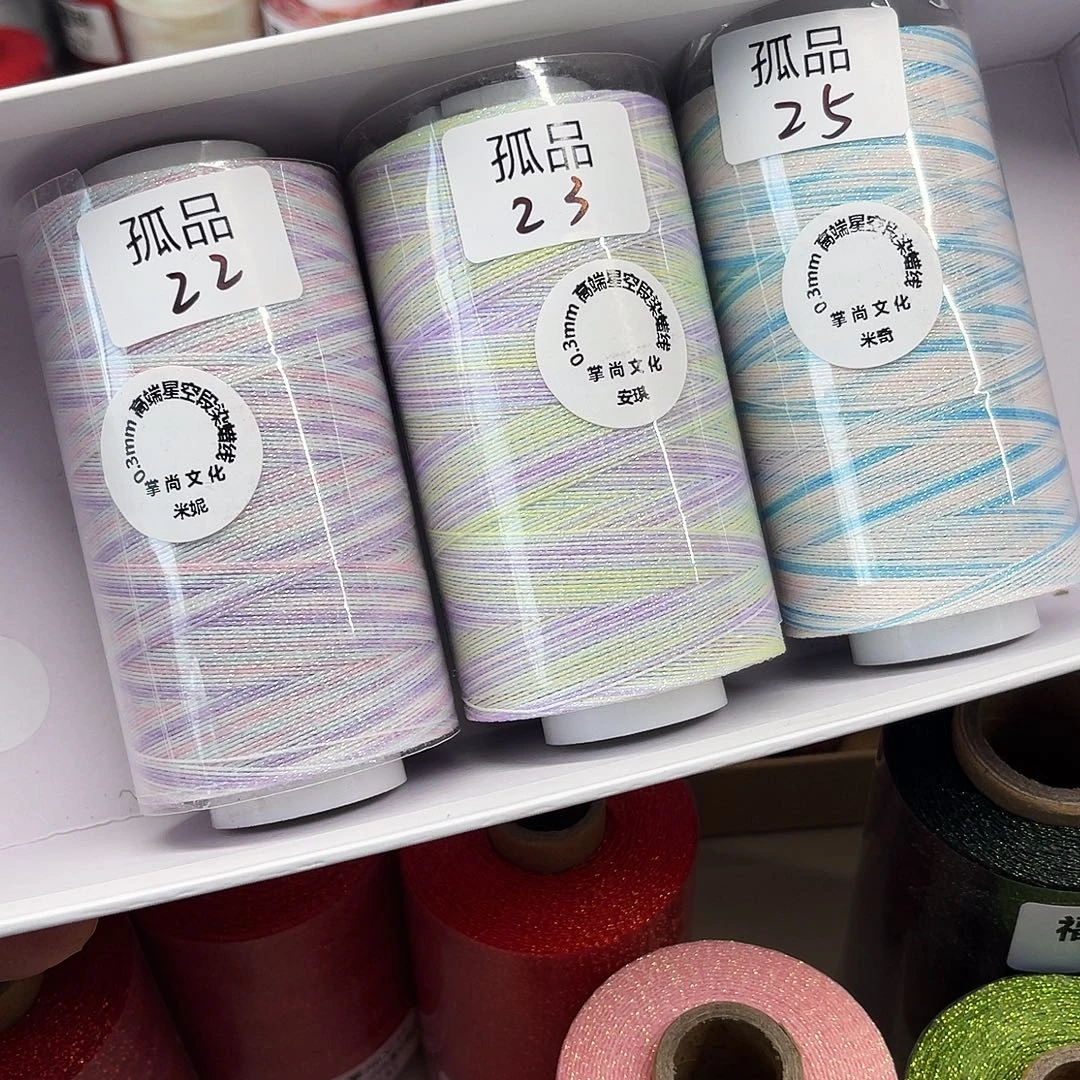 孤品
22
0.3mm 高端星空段染蜡线
掌尚文化
米妮
孤品
23
0.3mm 高端星空段染蜡线
掌尚文化
安琪
孤品
25
0.3mm 高端星空段染蜡线
掌尚文化
米奇
福